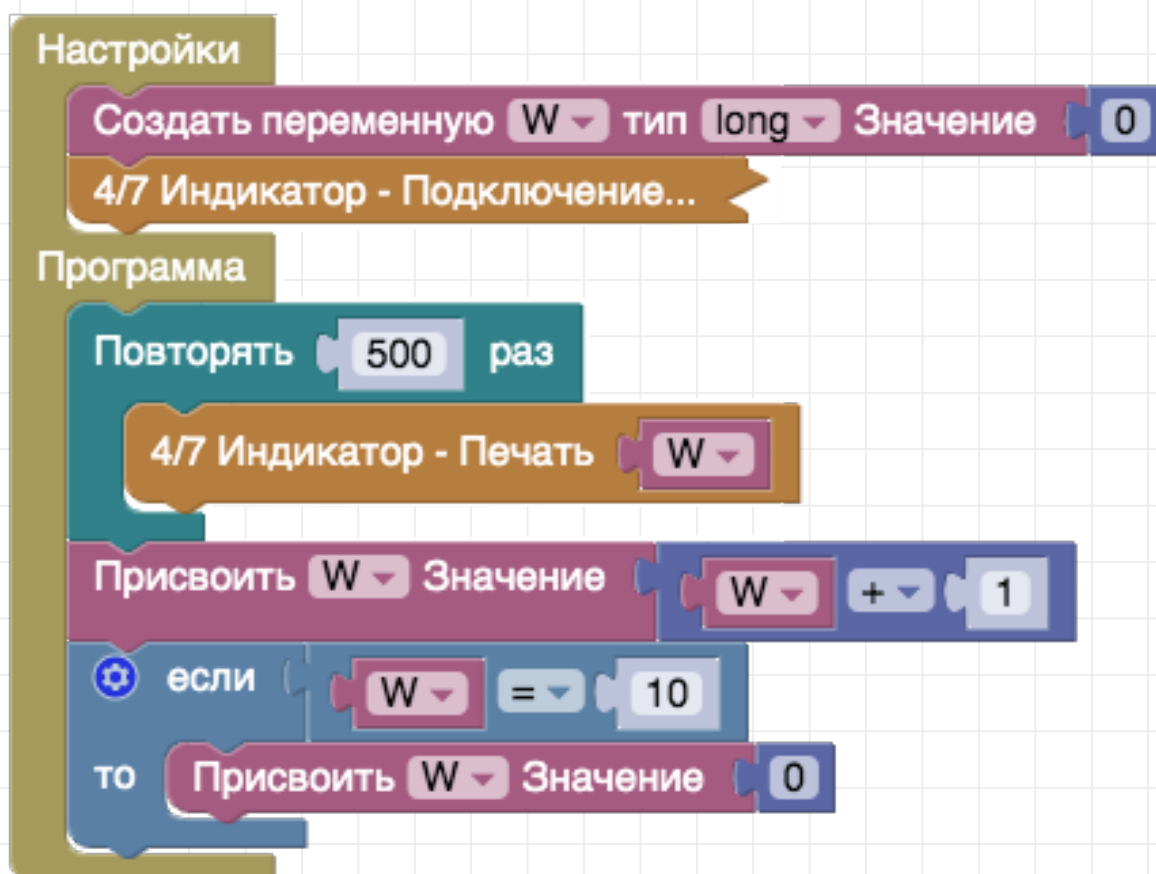 Настройки
Создать переменную W тип long Значение 0
4/7 Индикатор - Подключение...
Программа
Повторять 500 раз
4/7 Индикатор - Печать W
Присвоить W Значение W + 1
если W = 10
то Присвоить W Значение 0